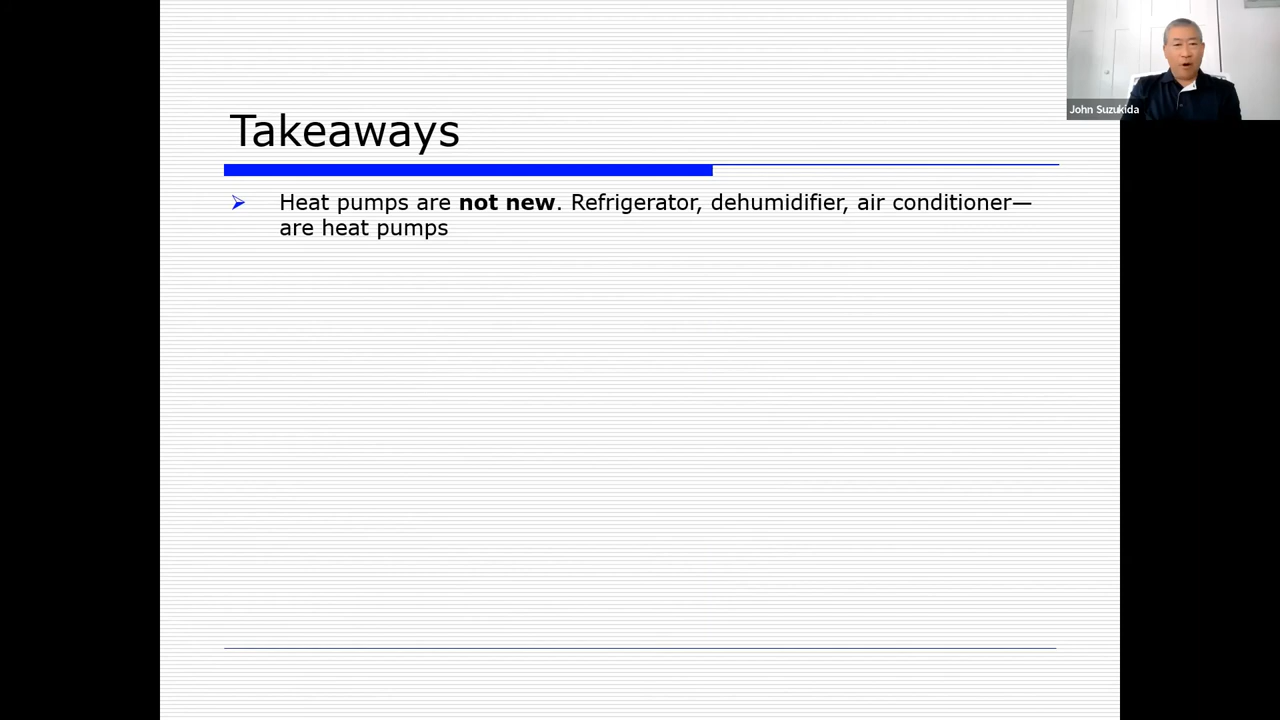 John Suzukida
Takeaways
Heat pumps are not new. Refrigerator, dehumidifier, air conditioner—
are heat pumps